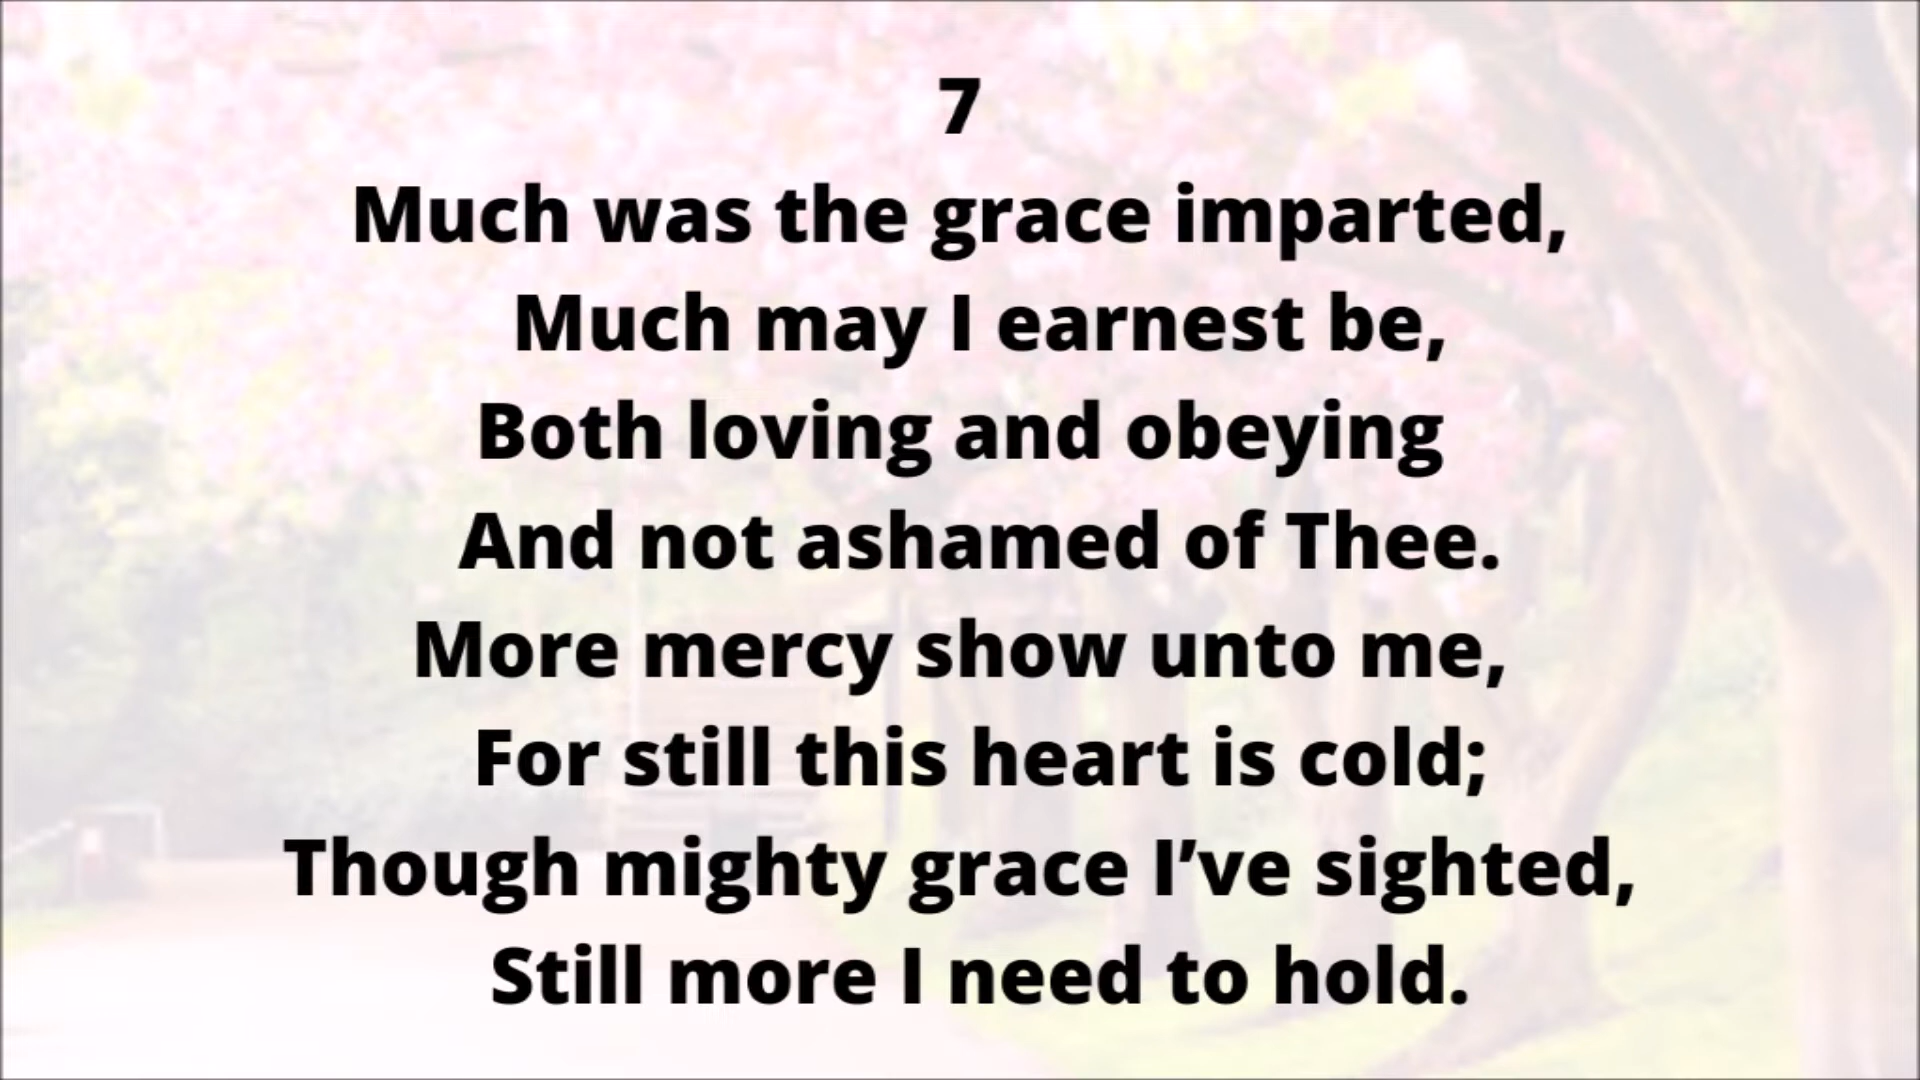 7
Much was the grace imparted,
Much may I earnest be,
Both loving and obeying
And not ashamed of Thee.
More mercy show unto me,
For still this heart is cold;
Though mighty grace I’ve sighted,
Still more I need to hold.